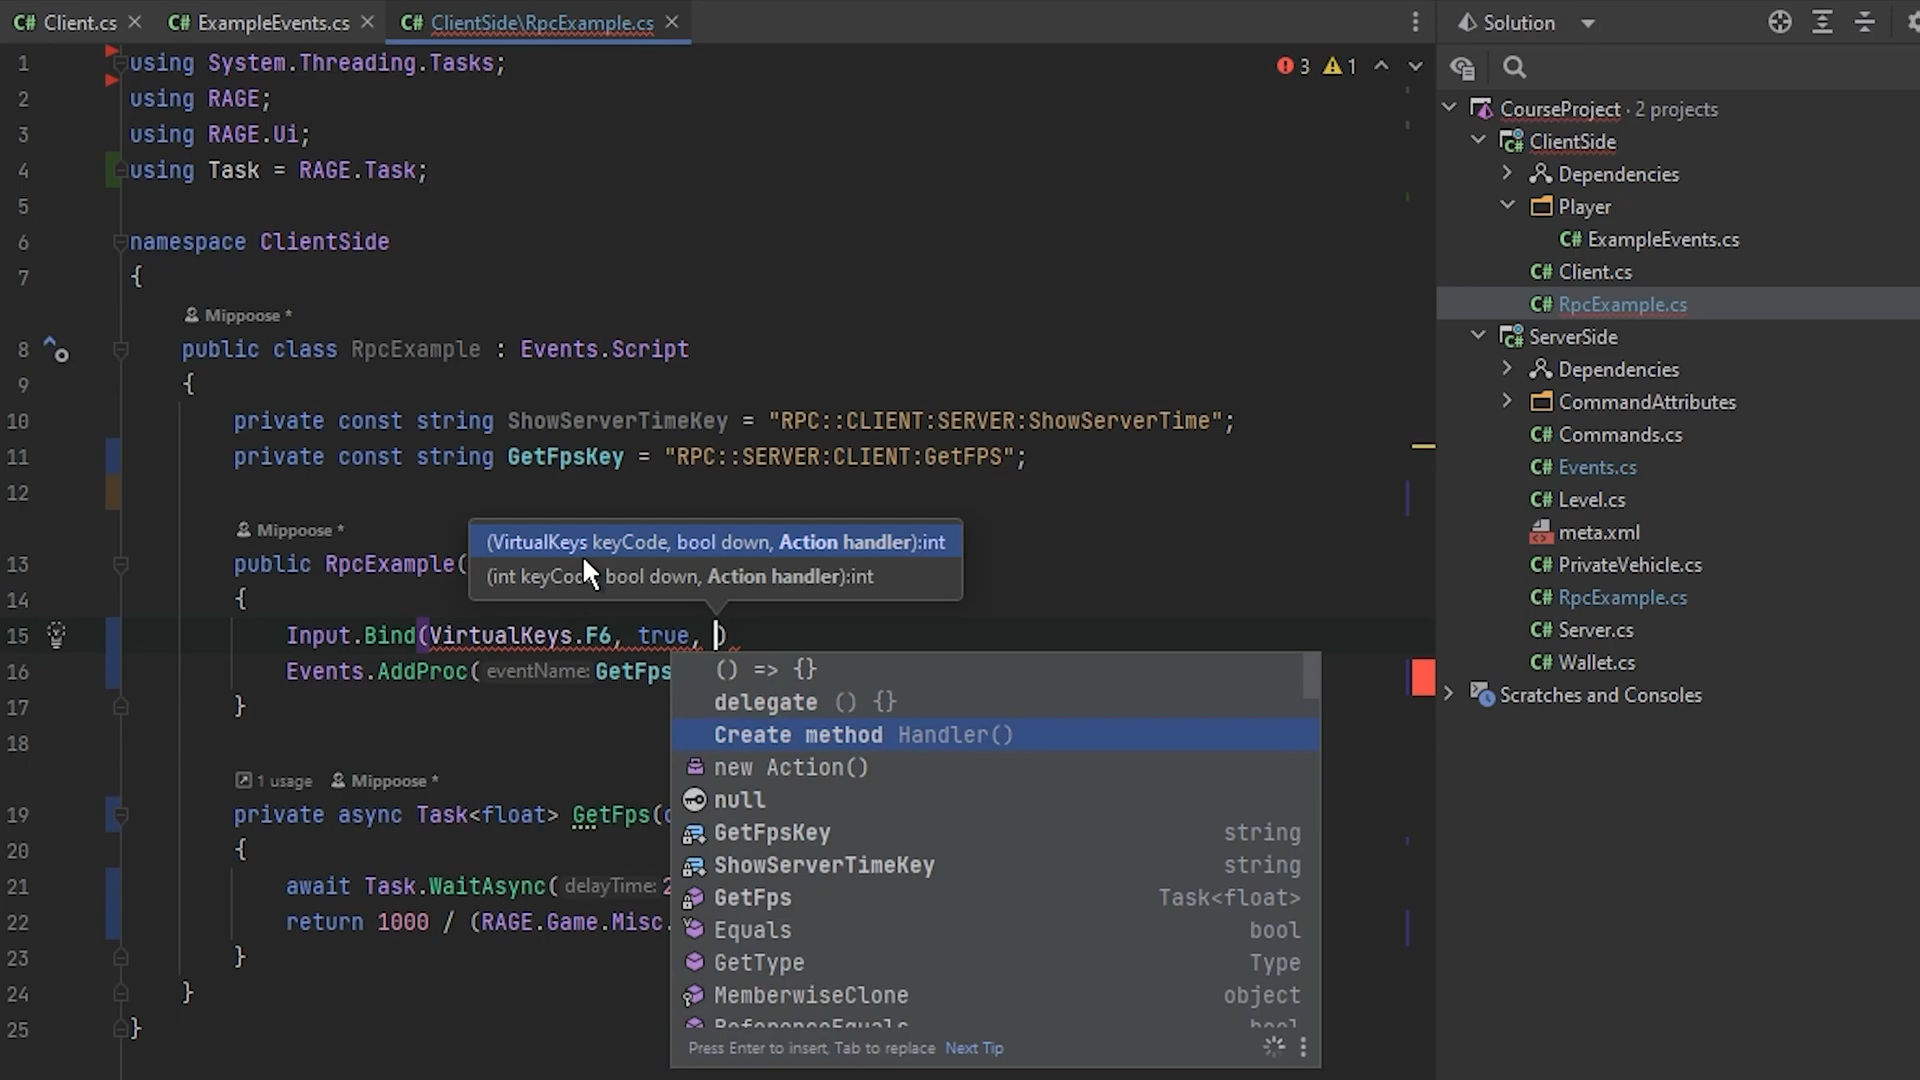 C# Client.cs
C# ExampleEvents.cs
C# ClientSide\RpcExample.cs
Solution
3 1
1 using System.Threading.Tasks;
2 using RAGE;
3 using RAGE.Ui;
4 using Task = RAGE.Task;
5
6 namespace ClientSide
7 {
Mippoose *
8 public class RpcExample : Events.Script
9 {
10 private const string ShowServerTimeKey = "RPC::CLIENT:SERVER:ShowServerTime";
11 private const string GetFpsKey = "RPC::SERVER:CLIENT:GetFPS";
12
Mippoose *
(VirtualKeys keyCode, bool down, Action handler):int
13 public RpcExample(
(int bool down, Action handler):int
14 {
15 Input.Bind(VirtualKeys.F6, true, )
16 Events.AddProc( eventName: GetFps
17 }
18
1 usage Mippoose *
19 private async Task<float> GetFps(
20 {
21 await Task.WaitAsync( delayTime: 2
22 return 1000 / (RAGE.Game.Misc.
23 }
24 }
25 }
() => {}
delegate () {}
Create method Handler()
new Action()
null
GetFpsKey string
ShowServerTimeKey string
GetFps Task<float>
Equals bool
GetType Type
MemberwiseClone object
Press Enter to insert, Tab to replace Next Tip
CourseProject · 2 projects
C# ClientSide
Dependencies
Player
C# ExampleEvents.cs
C# Client.cs
C# RpcExample.cs
C# ServerSide
Dependencies
CommandAttributes
C# Commands.cs
C# Events.cs
C# Level.cs
meta.xml
C# PrivateVehicle.cs
C# RpcExample.cs
C# Server.cs
C# Wallet.cs
Scratches and Consoles